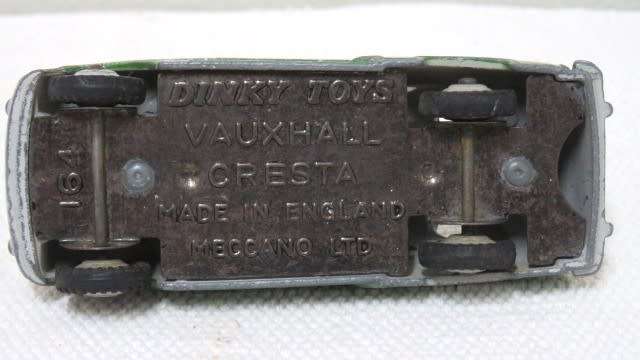 DINKY TOYS
VAUXHALL
CRESTA
MADE IN ENGLAND
MECCANO LTD
164